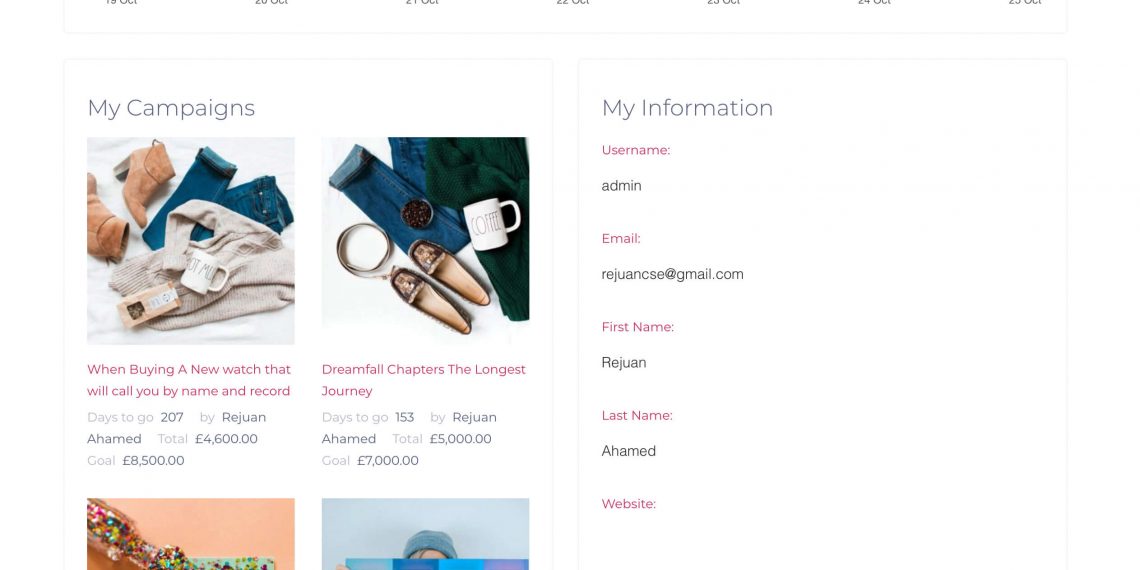 19 Oct 20 Oct 21 Oct 22 Oct 23 Oct 24 Oct 25 Oct
My Campaigns
HOT MU
COFFEE
When Buying A New watch that
will call you by name and record
Days to go 207 by Rejuan
Ahamed Total £4,600.00
Goal £8,500.00
Dreamfall Chapters The Longest
Journey
Days to go 153 by Rejuan
Ahamed Total £5,000.00
Goal £7,000.00
My Information
Username:
admin
Email:
rejuancse@gmail.com
First Name:
Rejuan
Last Name:
Ahamed
Website: